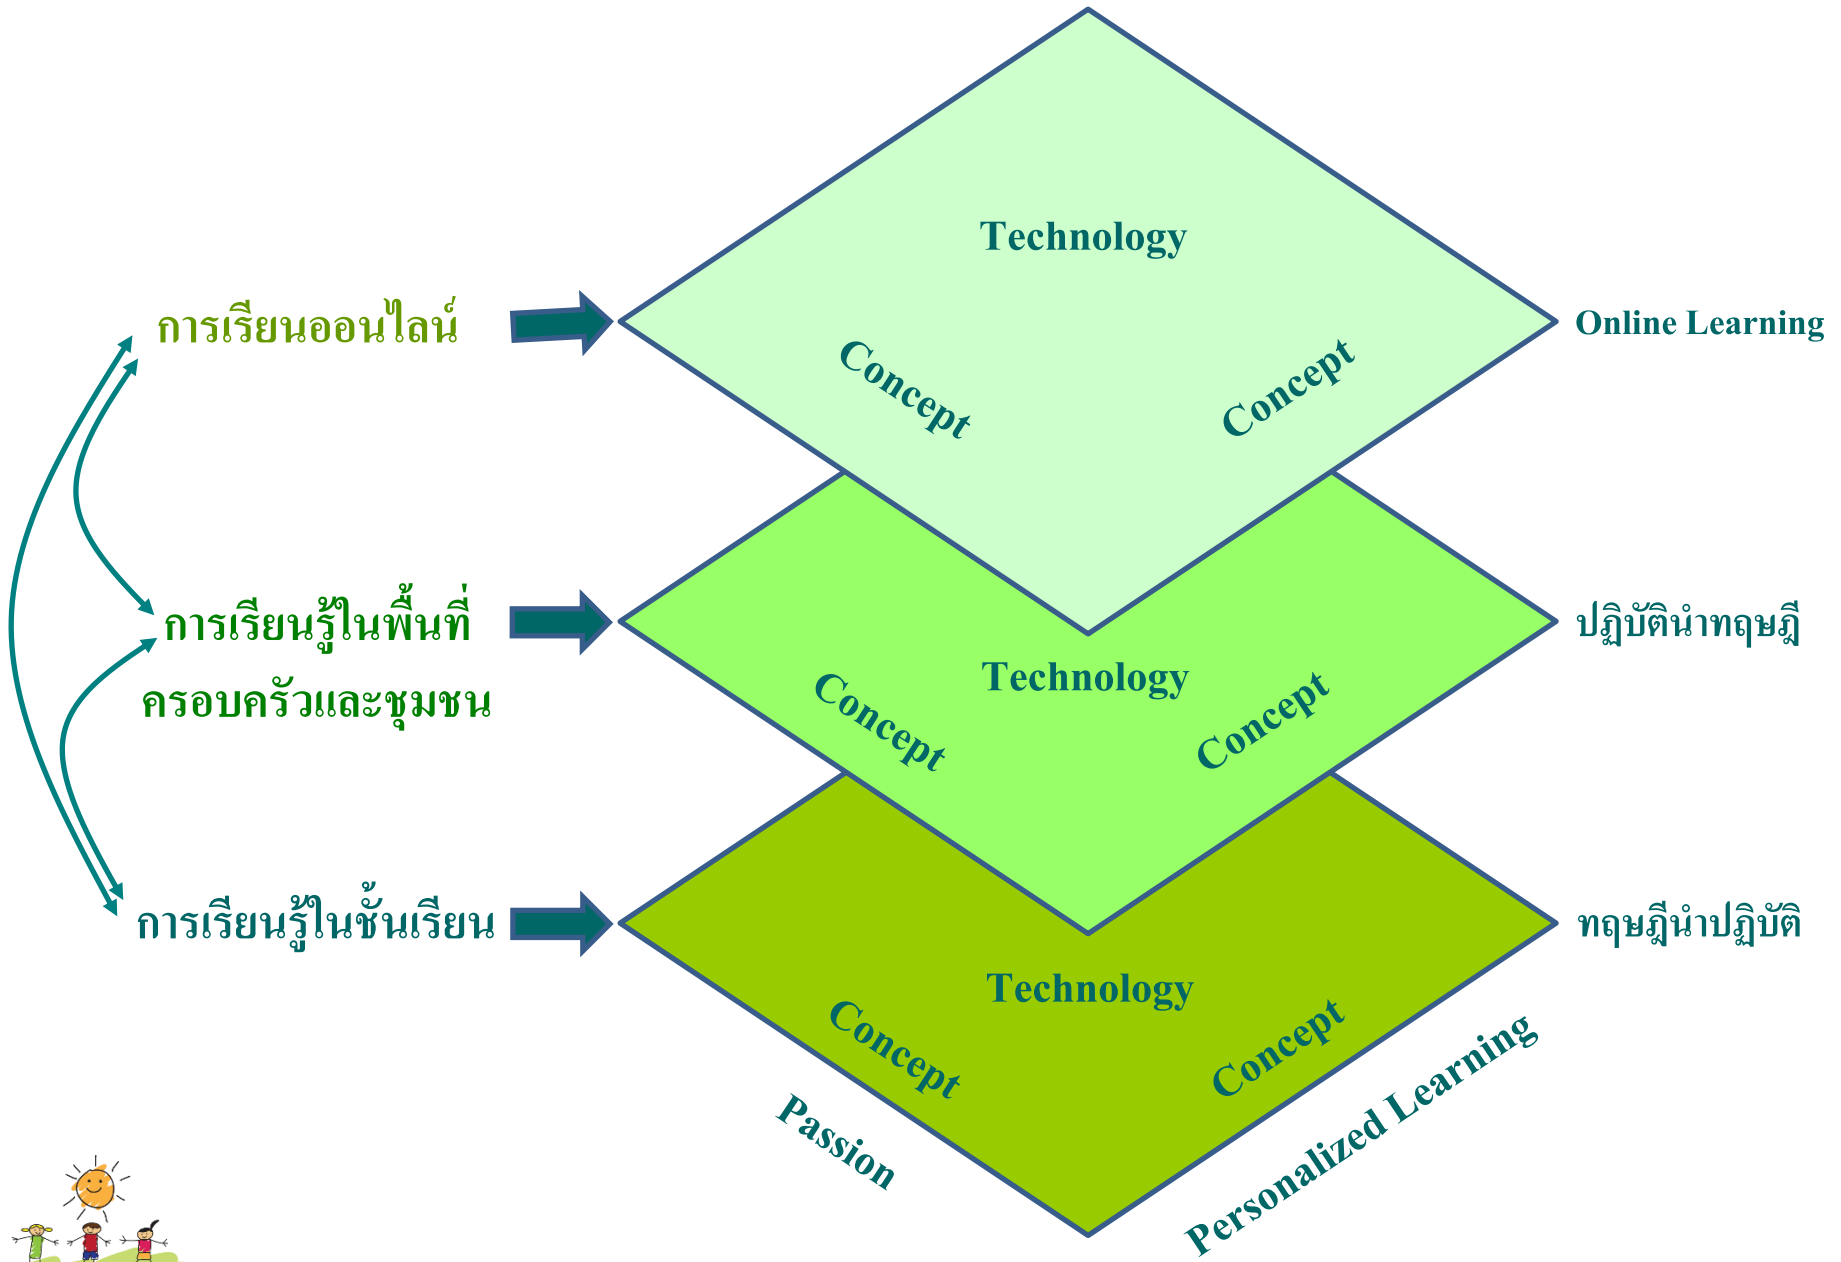 Technology
การเรียนออนไลน์
Online Learning
Concept
Concept
การเรียนรู้ในพื้นที่
ครอบครัวและชุมชน
ปฏิบัตินำทฤษฎี
Technology
Concept
Concept
การเรียนรู้ในชั้นเรียน
ทฤษฎีนำปฏิบัติ
Technology
Concept
Concept
Passion
Personalized Learning